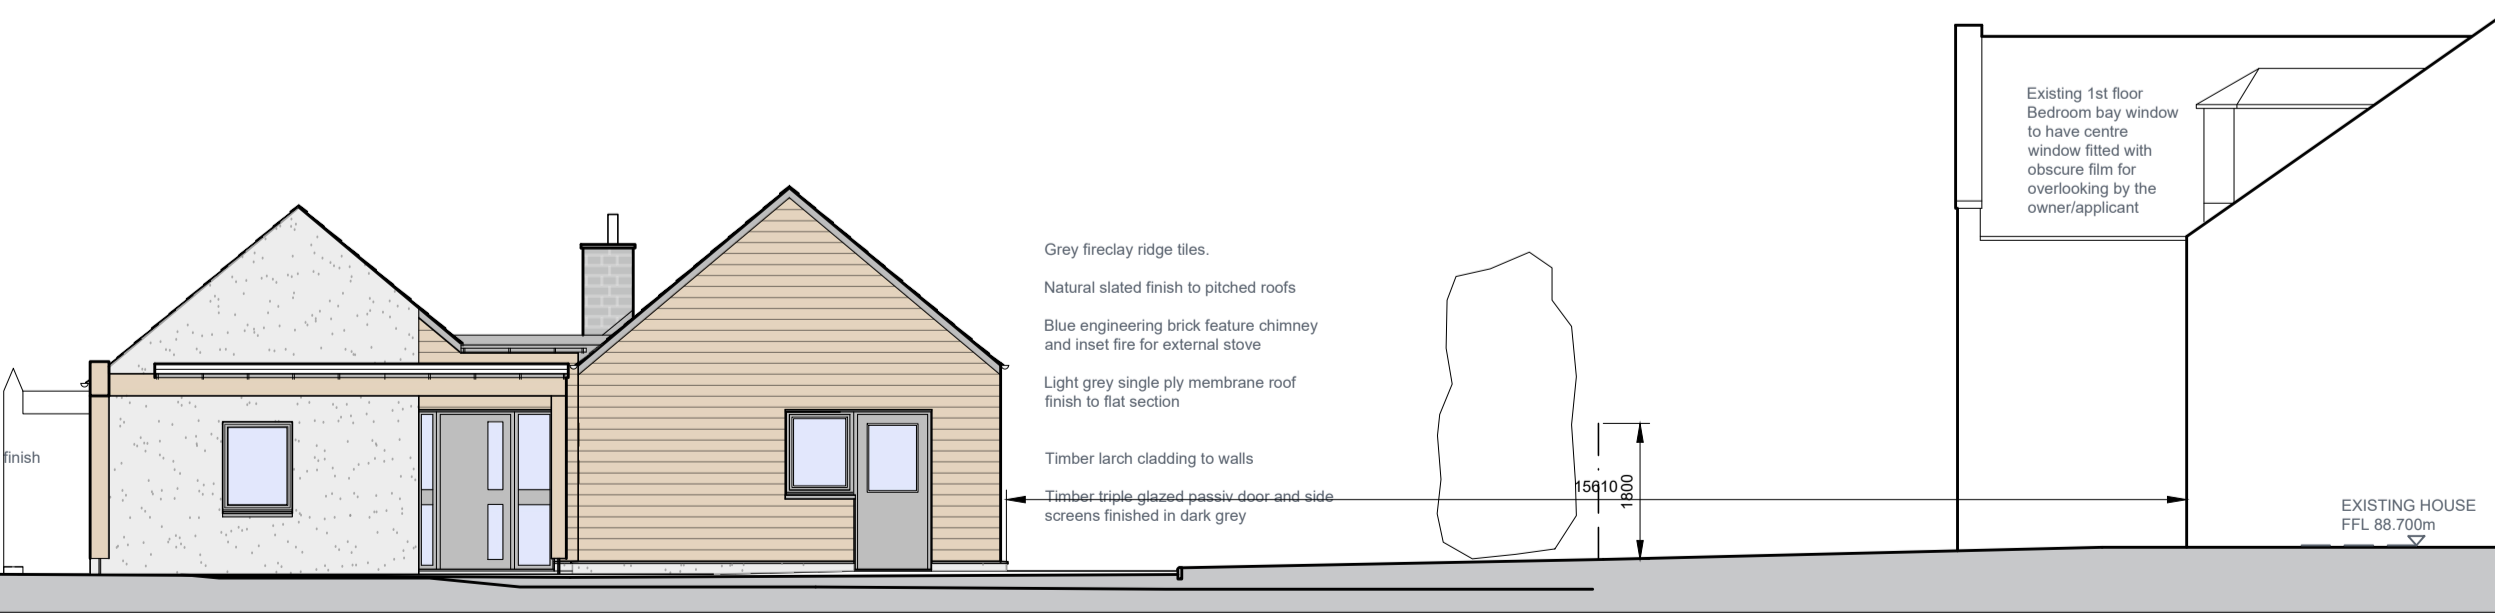 Existing 1st floor
Bedroom bay window
to have centre
window fitted with
obscure film for
overlooking by the
owner/applicant
Grey fireclay ridge tiles.
Natural slated finish to pitched roofs
Blue engineering brick feature chimney
and inset fire for external stove
Light grey single ply membrane roof
finish to flat section
finish
Timber larch cladding to walls
Timber triple glazed passiv door and side
screens finished in dark grey
15610
1800
EXISTING HOUSE
FFL 88.700m